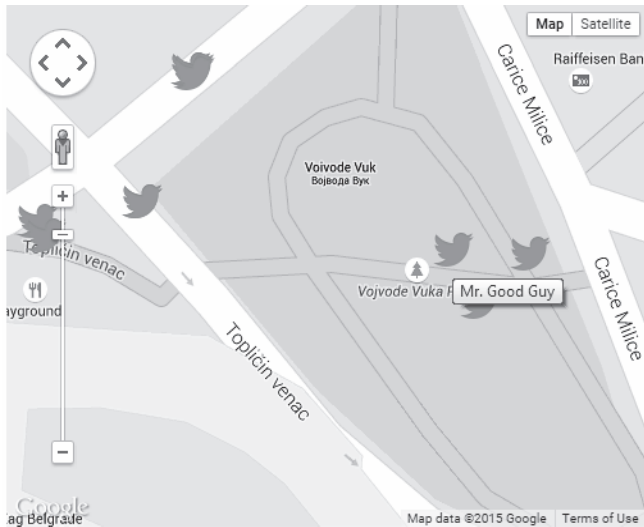 Map Satellite
Carice Milice
Raiffeisen Ban
Voivode Vuk
Војвода Вук
Topličin venac
Vojvode Vuka P
Mr. Good Guy
ayground
Carice Milice
Topličin venac
Google
ag Belgrade
Map data ©2015 Google Terms of Use